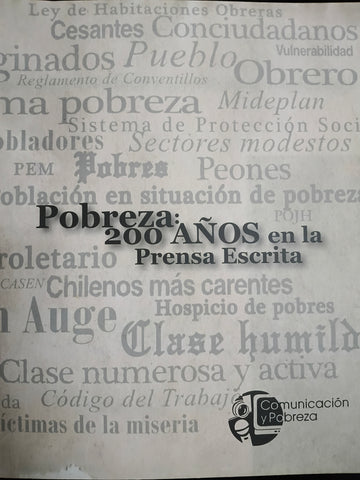 Ley de Habitaciones Obreras
Cesantes Conciudadanos
ginados Pueblo Vulnerabilidad
Reglamento de Conventillos Obrero
ma pobreza Mideplan
Sistema de Protección Soci
obladores Sectores modestos
PEM Pobres Peones
oblación en situación de pobreza
Pobreza: POJH
200 AÑOS en la
Prensa Escrita
roletario
CASEN Chilenos más carentes
n Auge Hospicio de pobres
Clase humild
Clase numerosa y activa
da Código del Trabajo
íctimas de la miseria
Comunicación
y Pobreza